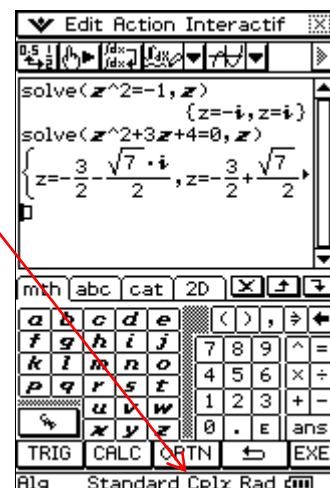 Edit Action Interactif
solve(z^2=-1,z)
{z=-i,z=i}
solve(z^2+3z+4=0,z)
{z=-3/2-√7·i/2,z=-3/2+√7/2
mth abc cat 2D
a b c d e ( ) ,
f g h i j 7 8 9 ^ =
k l m n o 4 5 6 × ÷
p q r s t 1 2 3 + -
u v w
x y z 0 . E ans
TRIG CALC OPTN EXE
Alg Standard Cplx Rad